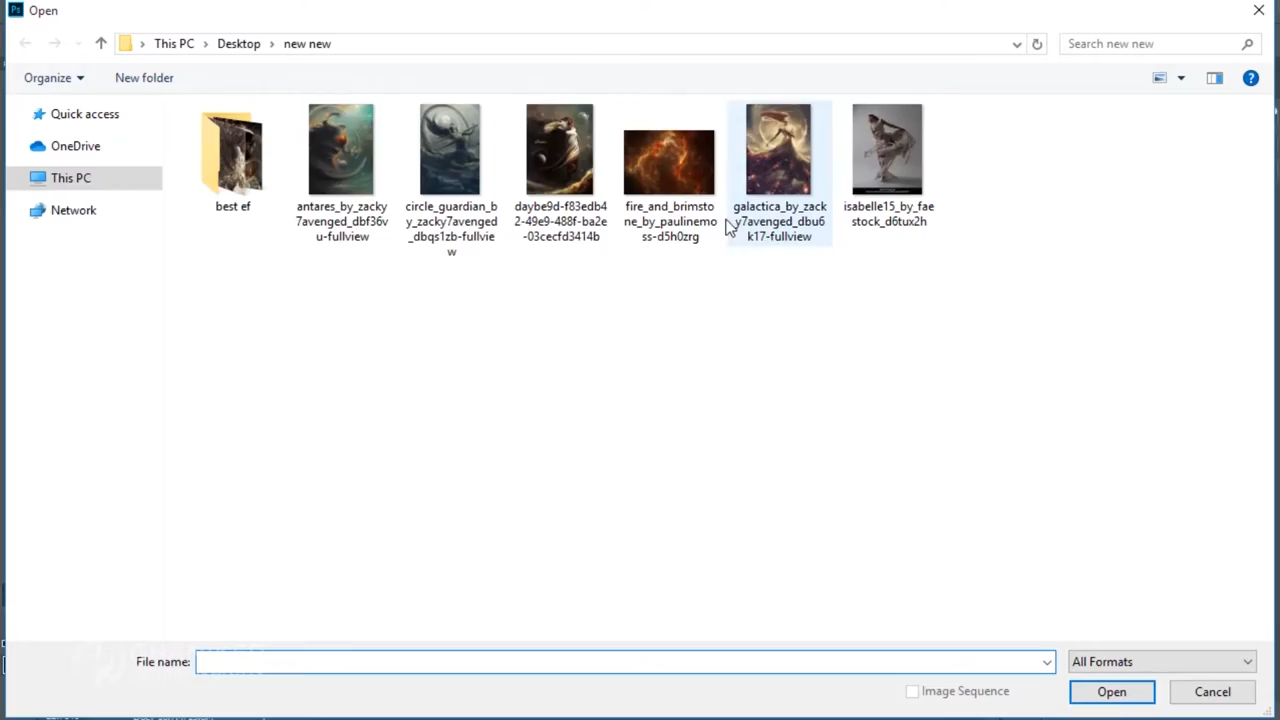 Ps Open
This PC > Desktop > new new
Search new new
Organize
New folder
Quick access
OneDrive
This PC
Network
best ef
antares_by_zacky
7avenged_dbf36v
u-fullview
circle_guardian_b
y_zacky7avenged
_dbqs1zb-fullvie
w
daybe9d-f83edb4
2-49e9-488f-ba2e
-03cecfd3414b
fire_and_brimsto
ne_by_paulinemo
ss-d5h0zrg
galactica_by_zack
y7avenged_dbu6
k17-fullview
isabelle15_by_fae
stock_d6tux2h
File name:
All Formats
Image Sequence
Open
Cancel